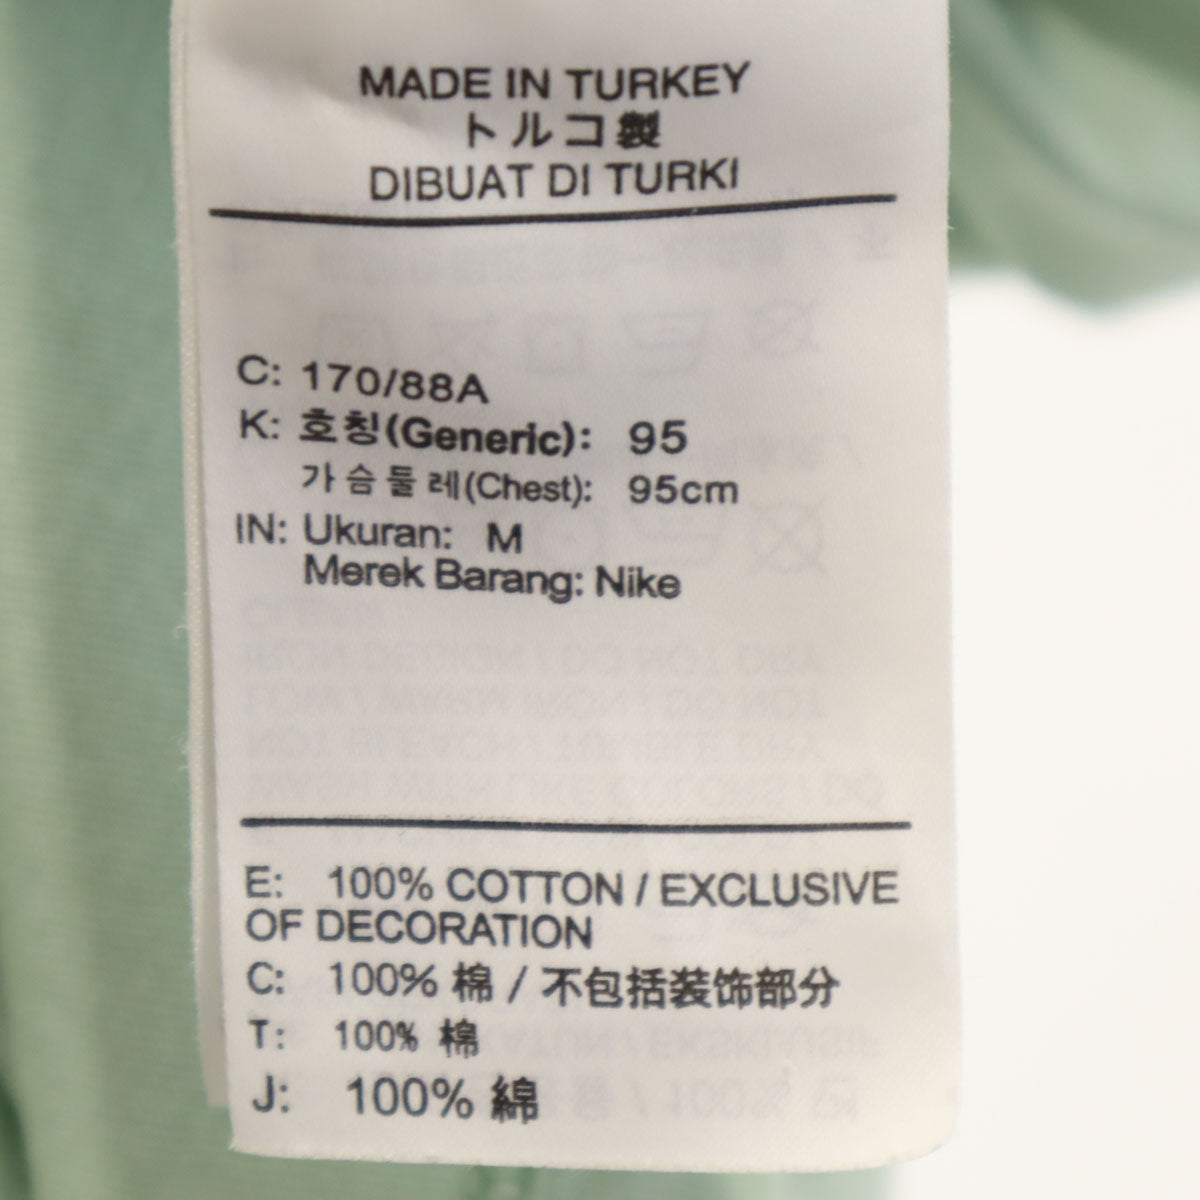 MADE IN TURKEY
トルコ製
DIBUAT DI TURKI
C: 170/88A
K: 호칭(Generic): 95
가슴둘레(Chest): 95cm
IN: Ukuran: M
Merek Barang: Nike
E: 100% COTTON / EXCLUSIVE
OF DECORATION
C: 100% 棉 / 不包括装饰部分
T: 100% 棉
J: 100% 綿